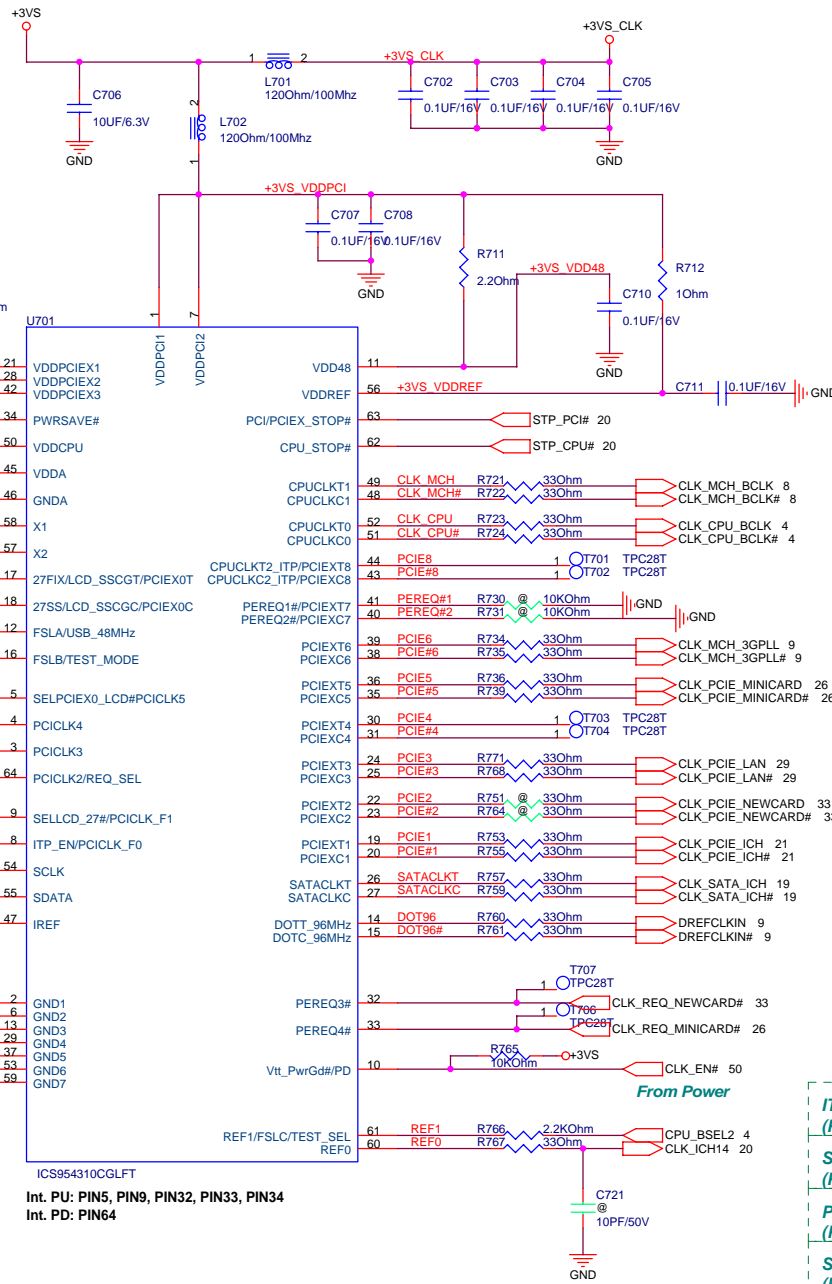 +3VS
+3VS_CLK
1 2 +3VS_CLK
L701
120Ohm/100Mhz
C706
10UF/6.3V
GND
2
L702
120Ohm/100Mhz
1
C702 C703 C704 C705
0.1UF/16V 0.1UF/16V 0.1UF/16V 0.1UF/16V
GND
+3VS_VDDPCI
C707 C708
0.1UF/16V 0.1UF/16V
GND
R711
2.2Ohm
+3VS_VDD48
C710
0.1UF/16V
GND
R712
1Ohm
m
U701
1 7
VDDPCI1 VDDPCI2
21 VDDPCIEX1
28 VDDPCIEX2
42 VDDPCIEX3
34 PWRSAVE#
50 VDDCPU
45 VDDA
46 GNDA
58 X1
57 X2
17 27FIX/LCD_SSCGT/PCIEX0T
18 27SS/LCD_SSCGC/PCIEX0C
12 FSLA/USB_48MHz
16 FSLB/TEST_MODE
5 SELPCIEX0_LCD#PCICLK5
4 PCICLK4
3 PCICLK3
64 PCICLK2/REQ_SEL
9 SELLCD_27#/PCICLK_F1
8 ITP_EN/PCICLK_F0
54 SCLK
55 SDATA
47 IREF
2 GND1
6 GND2
13 GND3
29 GND4
37 GND5
53 GND6
59 GND7
VDD48 11
VDDREF 56 +3VS_VDDREF C711 0.1UF/16V GND
PCI/PCIEX_STOP# 63 STP_PCI# 20
CPU_STOP# 62 STP_CPU# 20
CPUCLKT1 49 CLK_MCH R721 33Ohm CLK_MCH_BCLK 8
CPUCLKC1 48 CLK_MCH# R722 33Ohm CLK_MCH_BCLK# 8
CPUCLKT0 52 CLK_CPU R723 33Ohm CLK_CPU_BCLK 4
CPUCLKC0 51 CLK_CPU# R724 33Ohm CLK_CPU_BCLK# 4
CPUCLKT2_ITP/PCIEXT8 44 PCIE8 1 T701 TPC28T
CPUCLKC2_ITP/PCIEXC8 43 PCIE#8 1 T702 TPC28T
PEREQ1#/PCIEXT7 41 PEREQ#1 R730 @ 10KOhm GND
PEREQ2#/PCIEXC7 40 PEREQ#2 R731 @ 10KOhm GND
PCIEXT6 39 PCIE6 R734 33Ohm CLK_MCH_3GPLL 9
PCIEXC6 38 PCIE#6 R735 33Ohm CLK_MCH_3GPLL# 9
PCIEXT5 36 PCIE5 R736 33Ohm CLK_PCIE_MINICARD 26
PCIEXC5 35 PCIE#5 R739 33Ohm CLK_PCIE_MINICARD# 26
PCIEXT4 30 PCIE4 1 T703 TPC28T
PCIEXC4 31 PCIE#4 1 T704 TPC28T
PCIEXT3 24 PCIE3 R771 33Ohm CLK_PCIE_LAN 29
PCIEXC3 25 PCIE#3 R768 33Ohm CLK_PCIE_LAN# 29
PCIEXT2 22 PCIE2 R751 @ 33Ohm CLK_PCIE_NEWCARD 33
PCIEXC2 23 PCIE#2 R764 @ 33Ohm CLK_PCIE_NEWCARD# 33
PCIEXT1 19 PCIE1 R753 33Ohm CLK_PCIE_ICH 21
PCIEXC1 20 PCIE#1 R755 33Ohm CLK_PCIE_ICH# 21
SATACLKT 26 SATACLKT R757 33Ohm CLK_SATA_ICH 19
SATACLKC 27 SATACLKC R759 33Ohm CLK_SATA_ICH# 19
DOTT_96MHz 14 DOT96 R760 33Ohm DREFCLKIN 9
DOTC_96MHz 15 DOT96# R761 33Ohm DREFCLKIN# 9
T707
1 TPC28T
PEREQ3# 32 CLK_REQ_NEWCARD# 33
1 T706
TPC28T
PEREQ4# 33 CLK_REQ_MINICARD# 26
R765 +3VS
10KOhm
Vtt_PwrGd#/PD 10 CLK_EN# 50
From Power
REF1/FSLC/TEST_SEL 61 REF1 R766 2.2KOhm CPU_BSEL2 4
REF0 60 REF0 R767 33Ohm CLK_ICH14 20
C721
@
10PF/50V
GND
ICS954310CGLFT
Int. PU: PIN5, PIN9, PIN32, PIN33, PIN34
Int. PD: PIN64